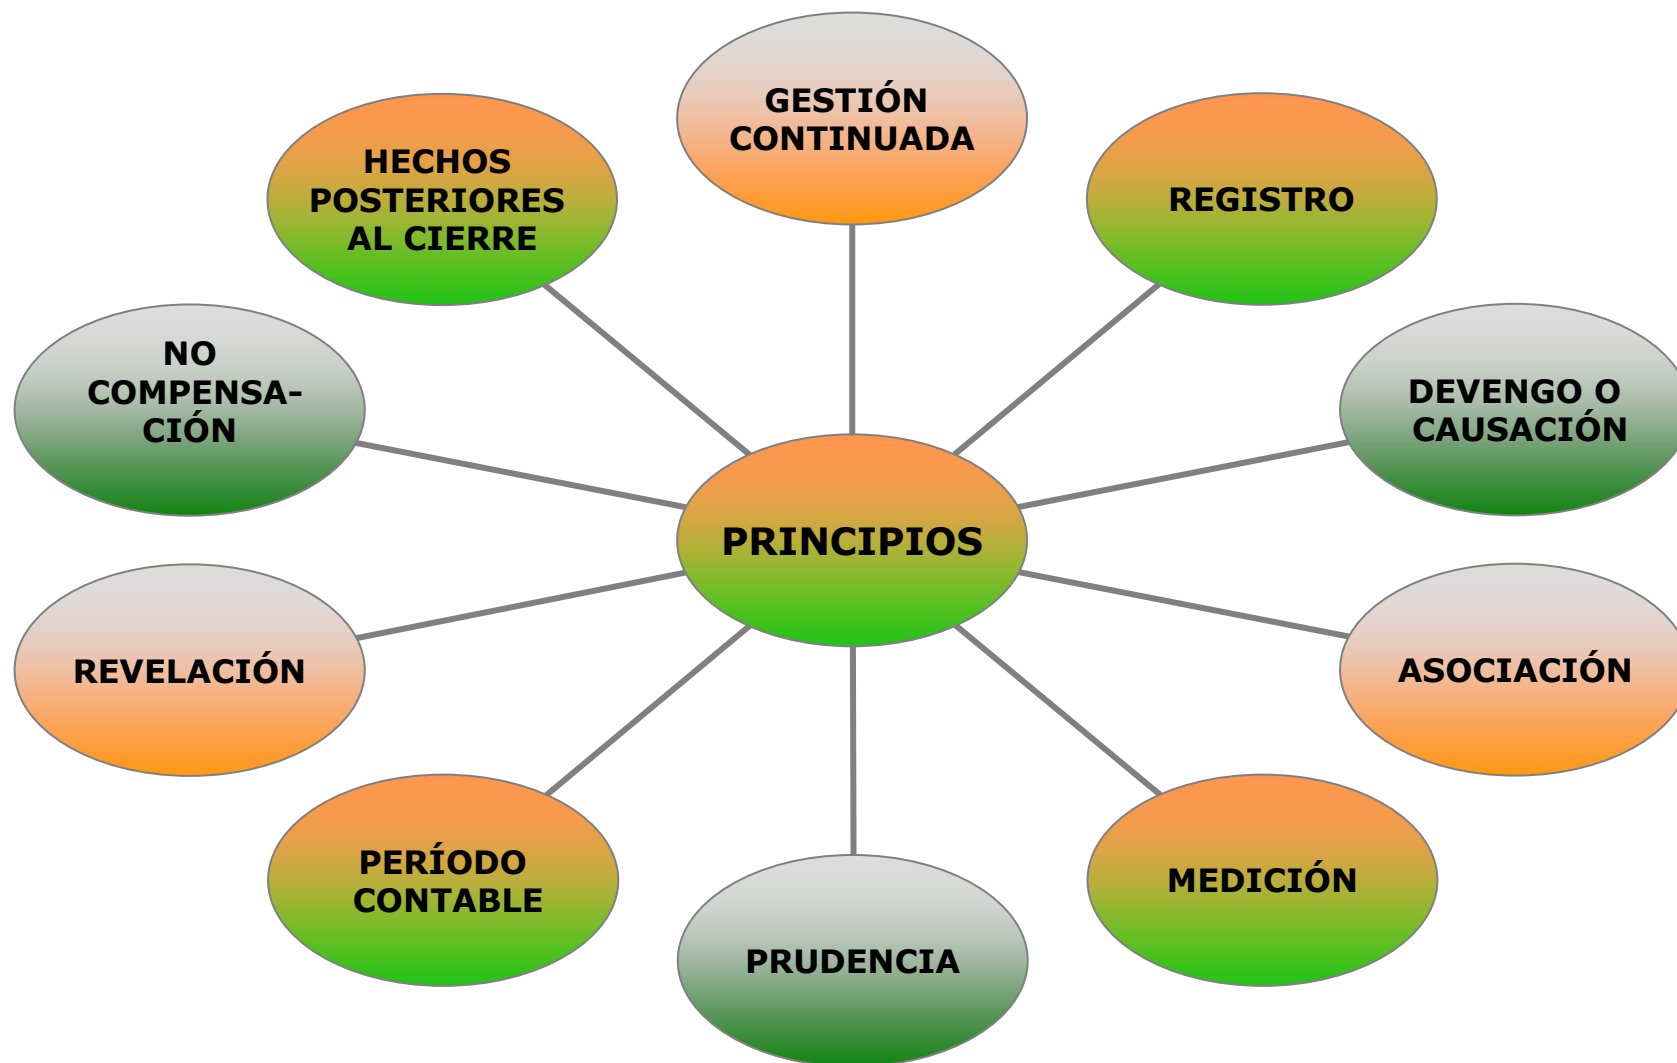 GESTIÓN
CONTINUADA
REGISTRO
DEVENGO O
CAUSACIÓN
ASOCIACIÓN
MEDICIÓN
PRUDENCIA
PERÍODO
CONTABLE
REVELACIÓN
NO
COMPENSA-
CIÓN
HECHOS
POSTERIORES
AL CIERRE
PRINCIPIOS